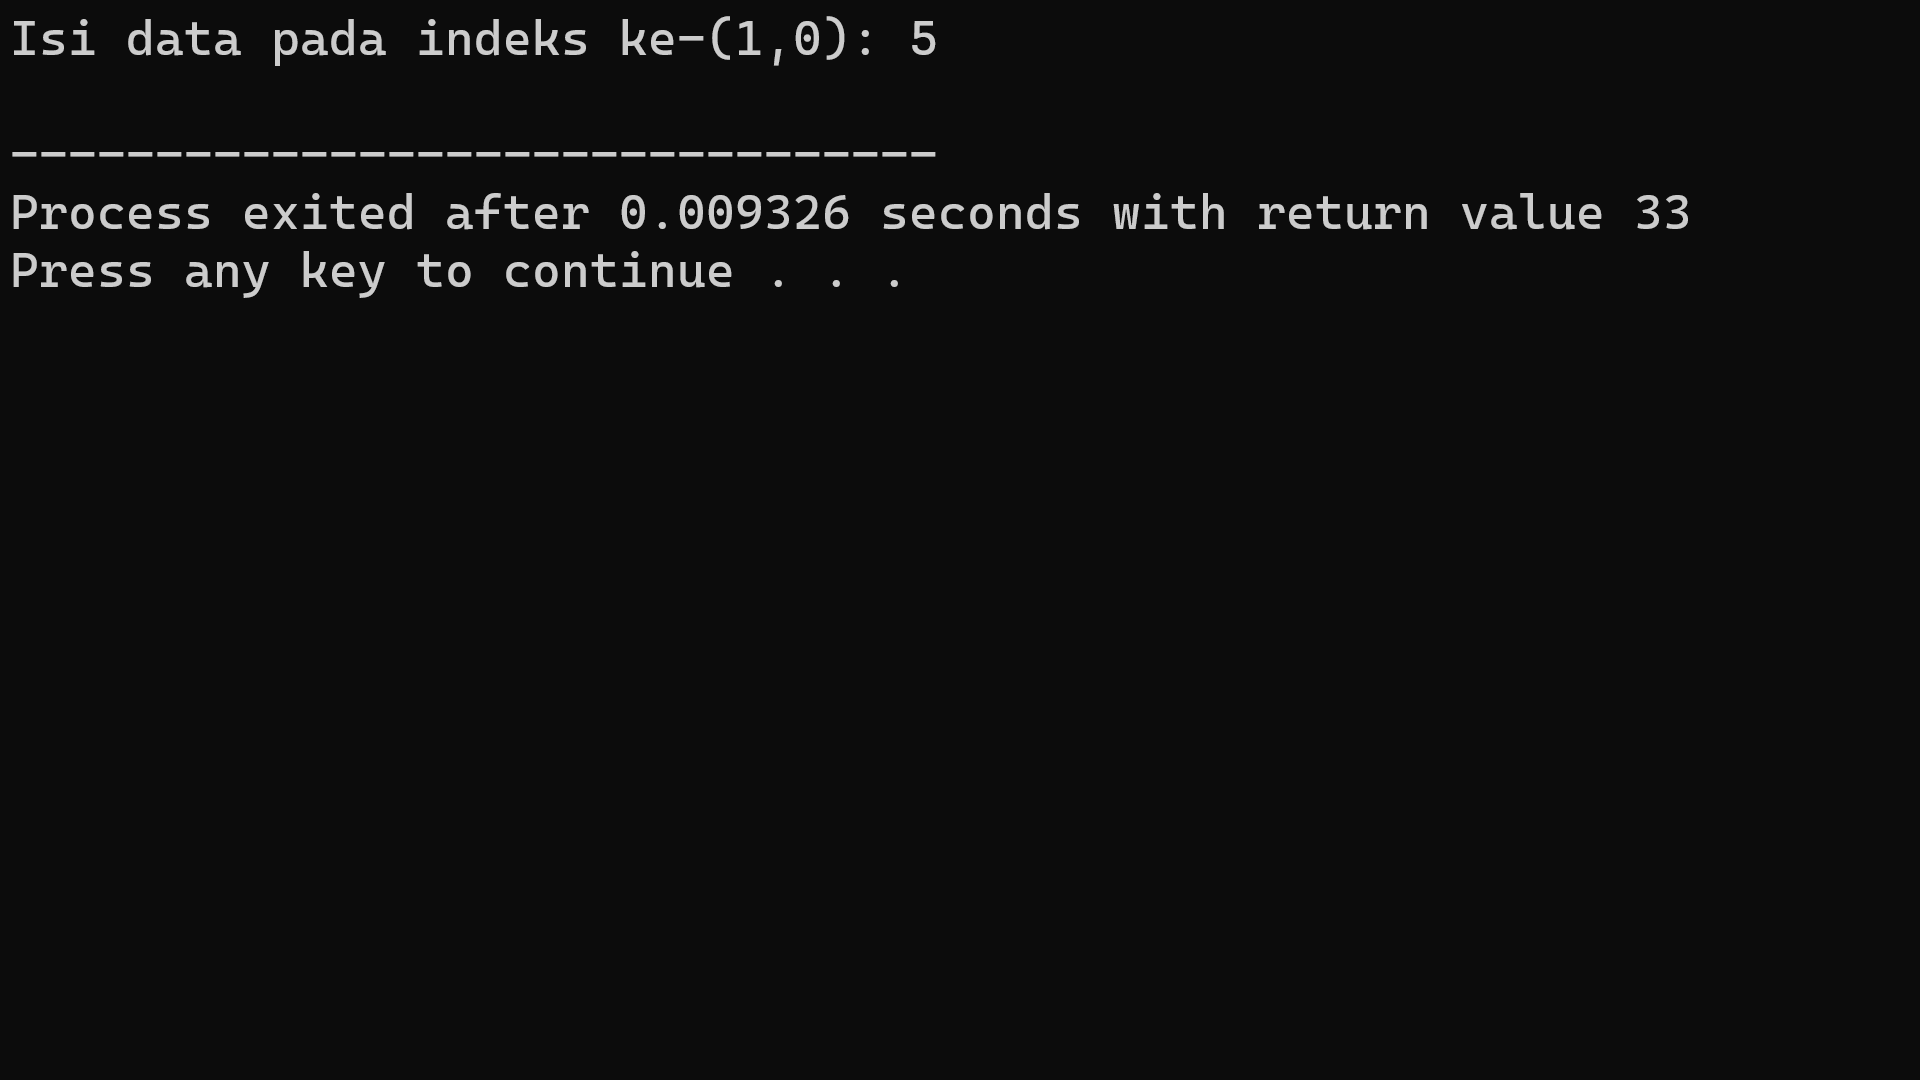 Isi data pada indeks ke-(1,0): 5
--------------------------------
Process exited after 0.009326 seconds with return value 33
Press any key to continue . . .